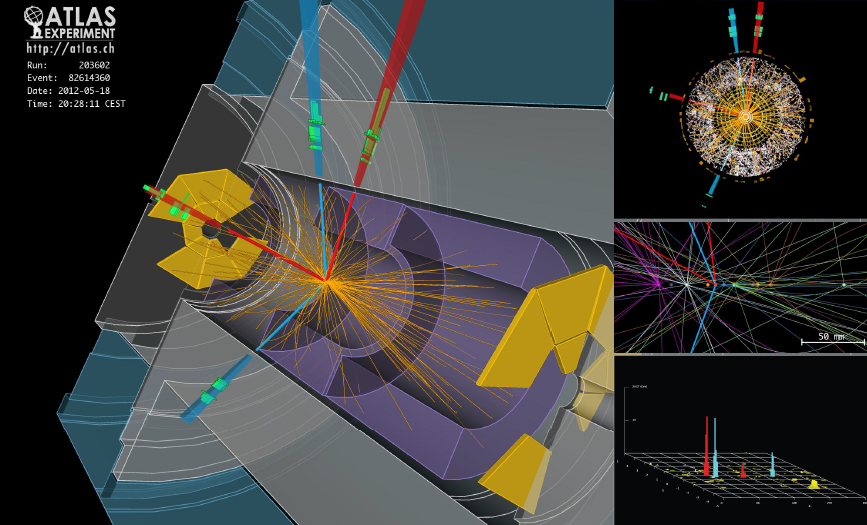 ATLAS
EXPERIMENT
http://atlas.ch
Run: 203602
Event: 82614360
Date: 2012-05-18
Time: 20:28:11 CEST
50 mm